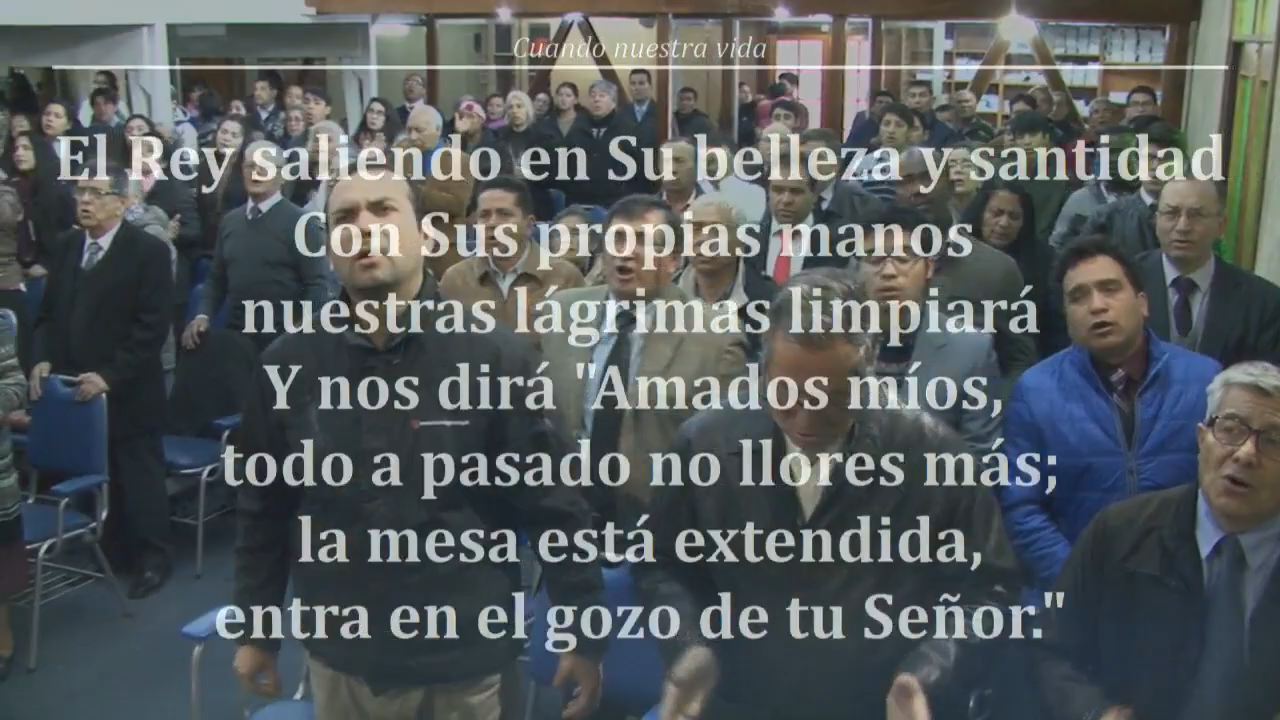 Cuando nuestra vida
El Rey saliendo en Su belleza y santidad
Con Sus propias manos
nuestras lágrimas limpiará
Y nos dirá "Amados míos,
todo a pasado no llores más;
la mesa está extendida,
entra en el gozo de tu Señor."